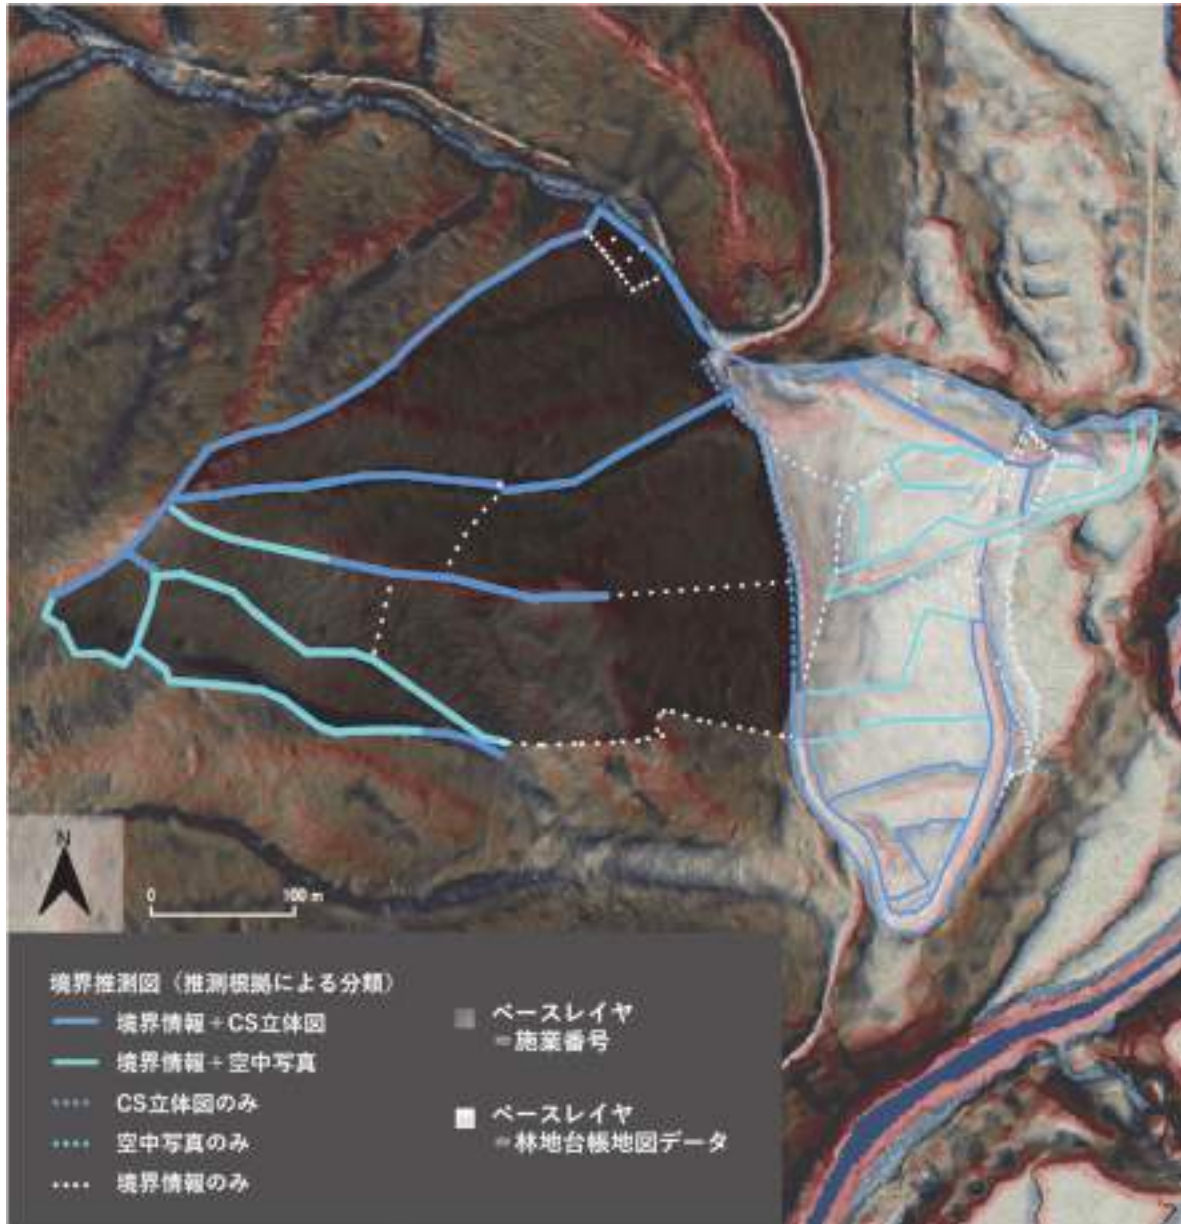 N
0 100 m
境界推測図（推測根拠による分類）
境界情報＋CS立体図
境界情報＋空中写真
CS立体図のみ
空中写真のみ
境界情報のみ
ベースレイヤ
＝施業番号
ベースレイヤ
＝林地台帳地図データ